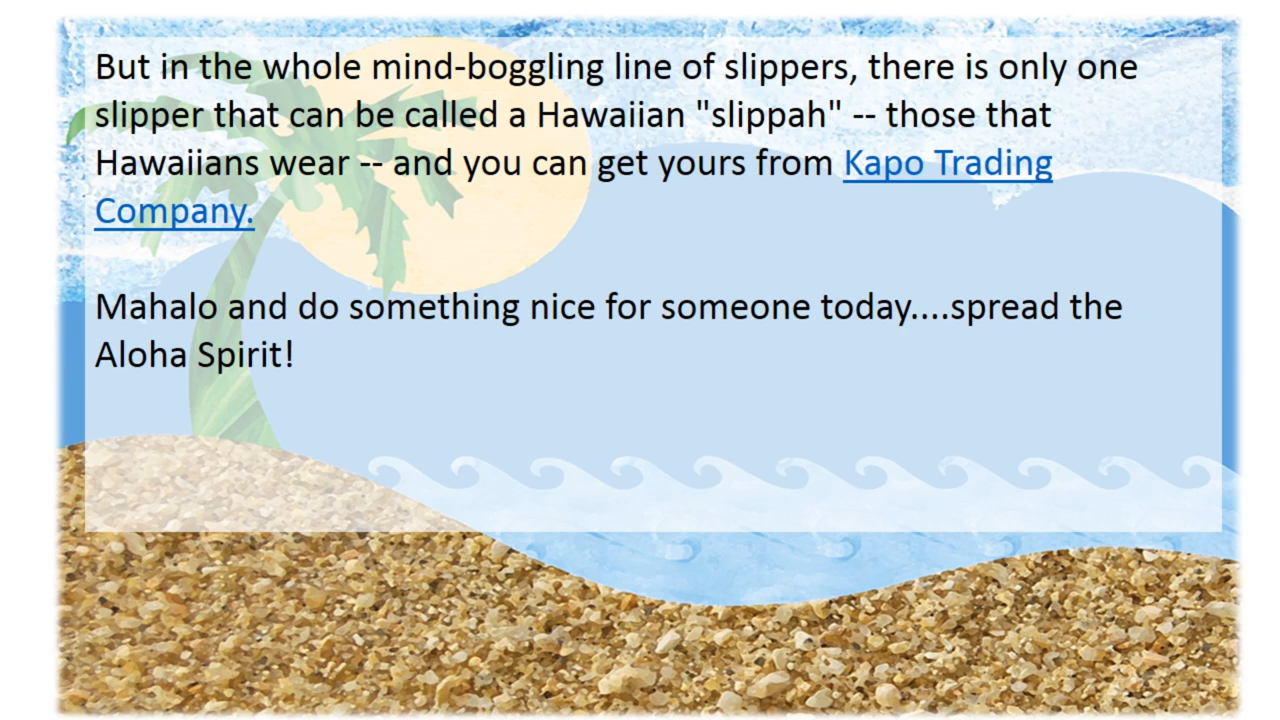 But in the whole mind-boggling line of slippers, there is only one
slipper that can be called a Hawaiian "slippah" -- those that
Hawaiians wear -- and you can get yours from Kapo Trading
Company.
Mahalo and do something nice for someone today....spread the
Aloha Spirit!